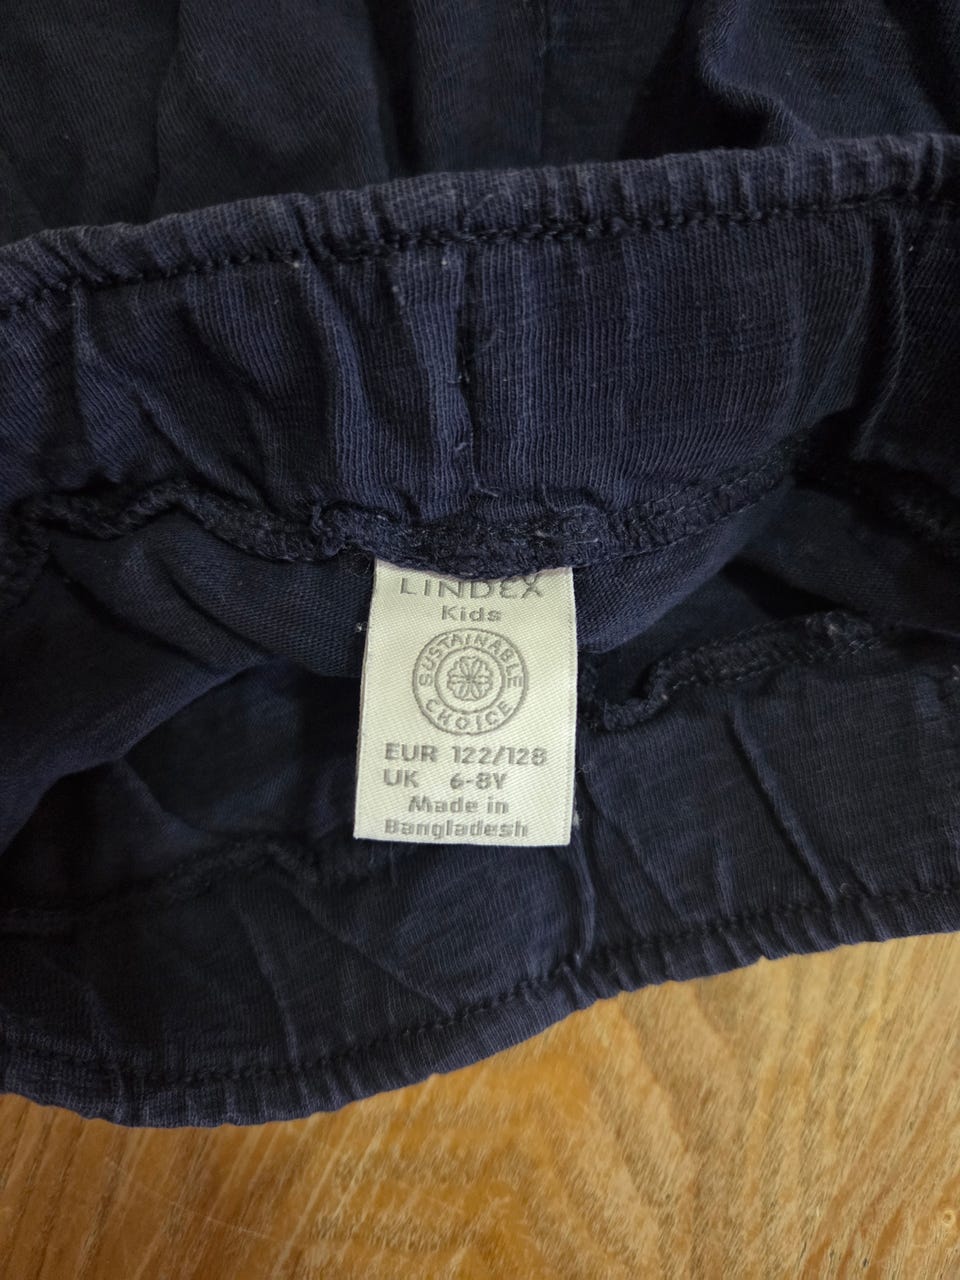 LINDEX
Kids
SUSTAINABLE
CHOICE
EUR 122/128
UK 6-8Y
Made in
Bangladesh